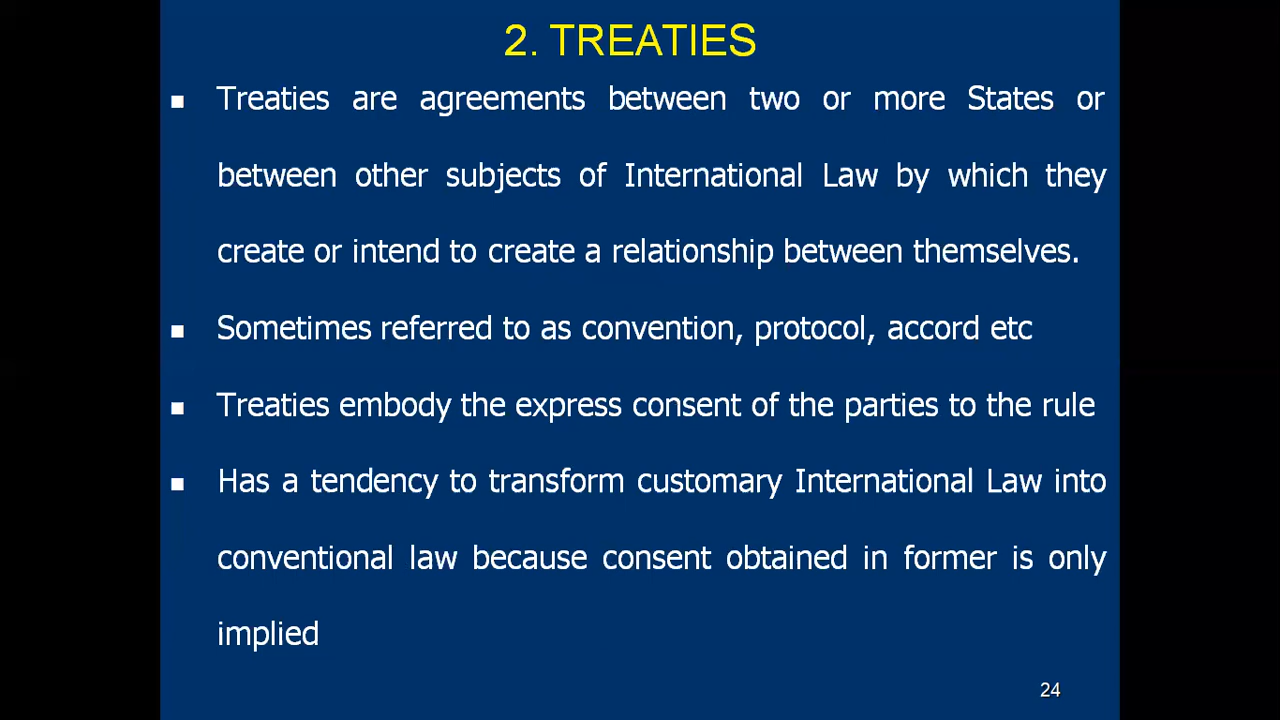 2. TREATIES
▪ Treaties are agreements between two or more States or
between other subjects of International Law by which they
create or intend to create a relationship between themselves.
▪ Sometimes referred to as convention, protocol, accord etc
▪ Treaties embody the express consent of the parties to the rule
▪ Has a tendency to transform customary International Law into
conventional law because consent obtained in former is only
implied
24